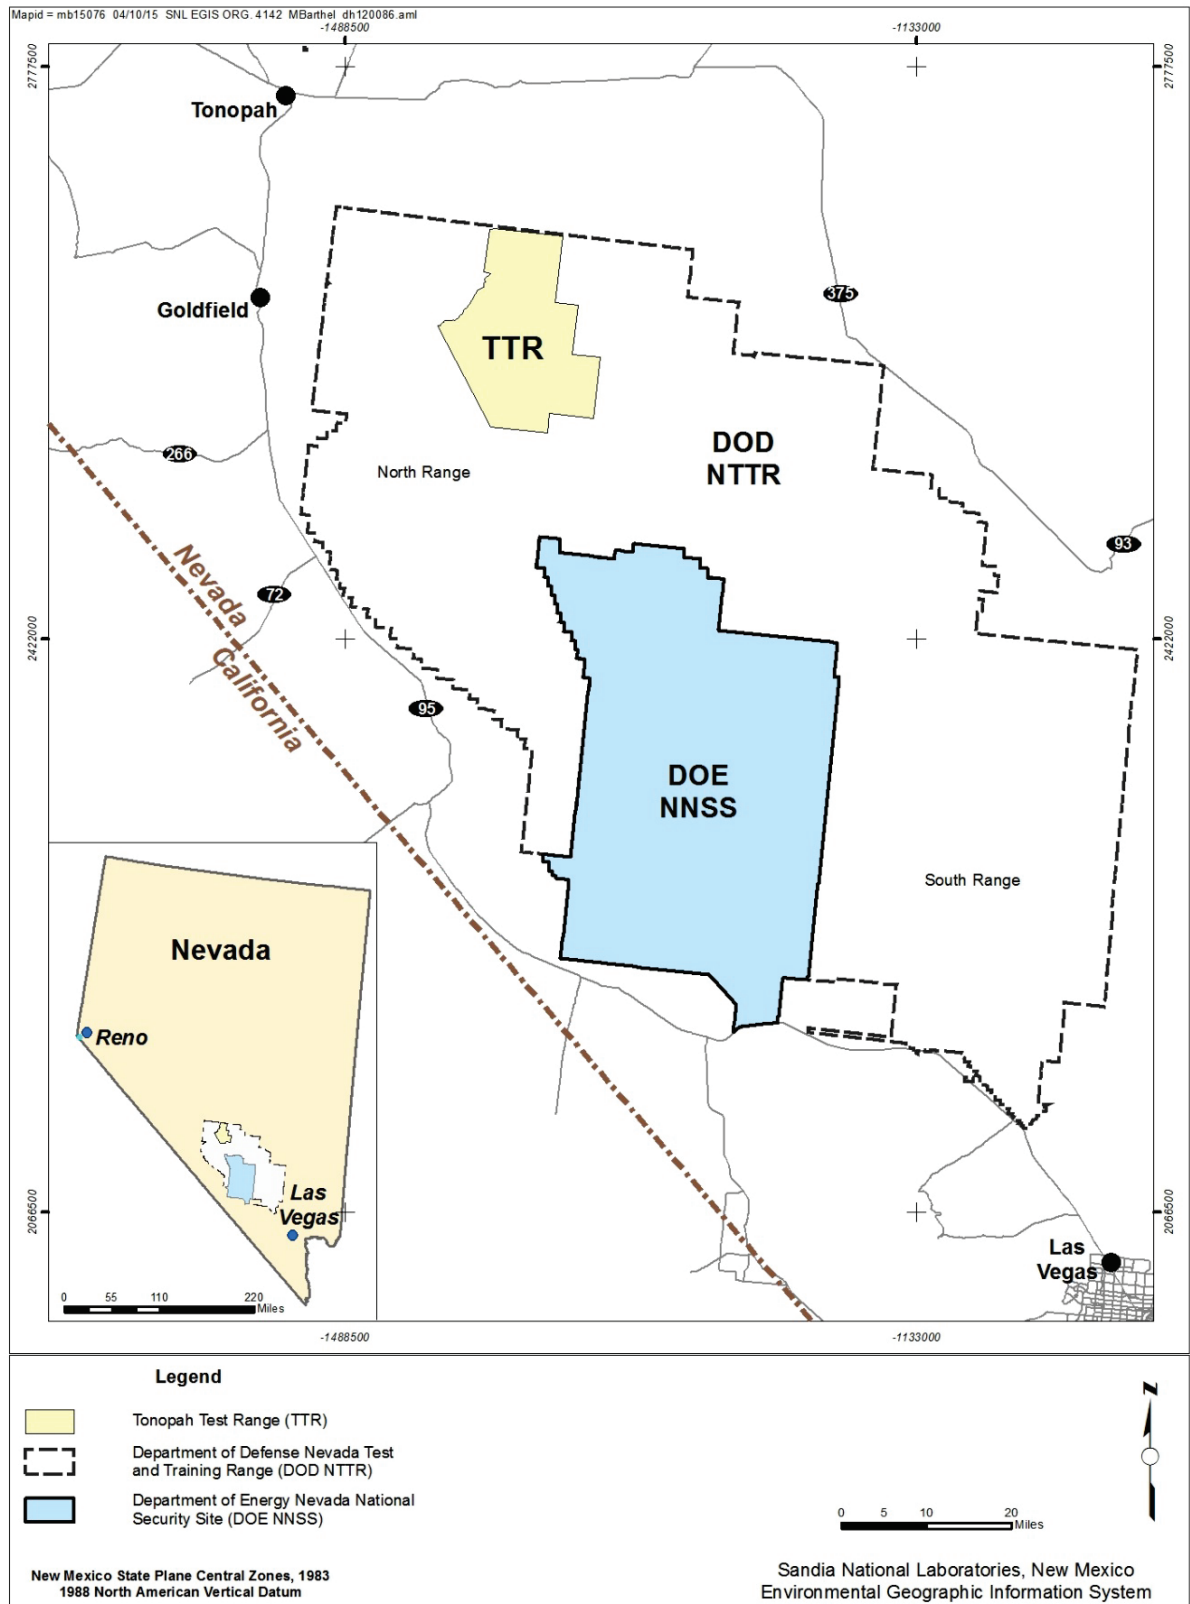 Mapid = mb15076 04/10/15 SNL EGIS ORG. 4142 MBarthel dh120086.aml
-1488500
-1133000
2777500
2777500
Tonopah
Goldfield
TTR
375
DOD
NTTR
266
North Range
93
Nevada
72
California
2422000
2422000
95
DOE
NNSS
South Range
Nevada
Reno
Las
Vegas
0 55 110 220
Miles
2066500
2066500
Las
Vegas
-1488500
-1133000
Legend
Tonopah Test Range (TTR)
Department of Defense Nevada Test
and Training Range (DOD NTTR)
Department of Energy Nevada National
Security Site (DOE NNSS)
New Mexico State Plane Central Zones, 1983
1988 North American Vertical Datum
N
0 5 10 20
Miles
Sandia National Laboratories, New Mexico
Environmental Geographic Information System